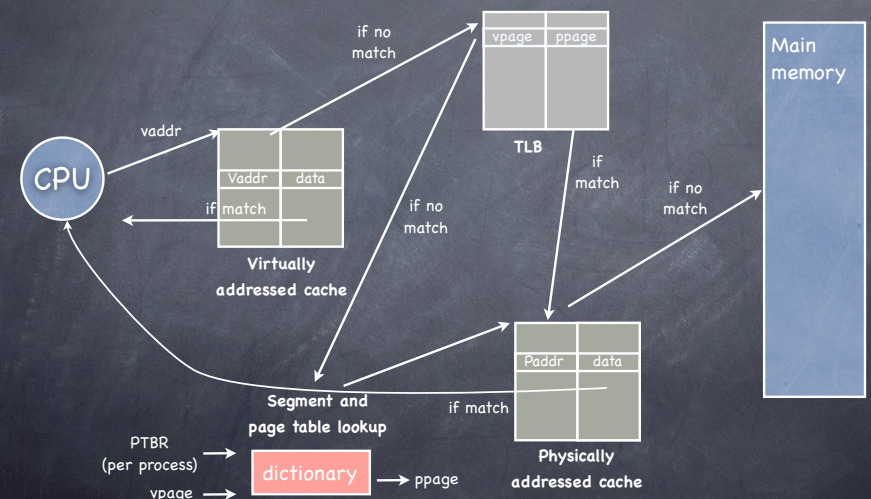 if no
match
vpage
ppage
Main
memory
vaddr
TLB
CPU
Vaddr
data
if
match
if match
if no
match
if no
match
Virtually
addressed cache
Paddr
data
Segment and
page table lookup
if match
PTBR
(per process)
dictionary
ppage
Physically
addressed cache
vpage